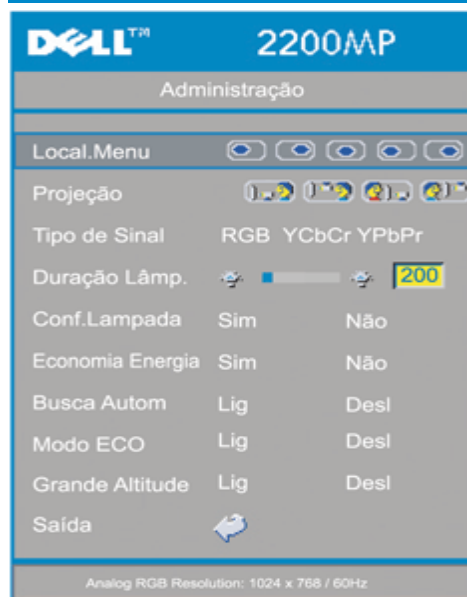 DELL™ 2200MP
Administração
Local.Menu
Projeção
Tipo de Sinal RGB YCbCr YPbPr
Duração Lâmp. 200
Conf.Lampada Sim Não
Economia Energia Sim Não
Busca Autom Lig Desl
Modo ECO Lig Desl
Grande Altitude Lig Desl
Saída
Analog RGB Resolution: 1024 x 768 / 60Hz